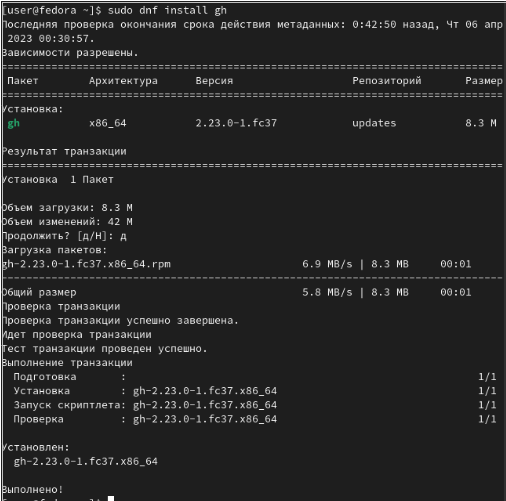 [user@fedora ~]$ sudo dnf install gh
Последняя проверка окончания срока действия метаданных: 0:42:50 назад, Чт 06 апр
2023 00:30:57.
Зависимости разрешены.
================================================================================
Пакет Архитектура Версия Репозиторий Размер
================================================================================
Установка:
gh x86_64 2.23.0-1.fc37 updates 8.3 M

Результат транзакции
================================================================================
Установка 1 Пакет

Объем загрузки: 8.3 M
Объем изменений: 42 M
Продолжить? [д/Н]: д
Загрузка пакетов:
gh-2.23.0-1.fc37.x86_64.rpm 6.9 MB/s | 8.3 MB 00:01
--------------------------------------------------------------------------------
Общий размер 5.8 MB/s | 8.3 MB 00:01
Проверка транзакции
Проверка транзакции успешно завершена.
Идет проверка транзакции
Тест транзакции проведен успешно.
Выполнение транзакции
Подготовка : 1/1
Установка : gh-2.23.0-1.fc37.x86_64 1/1
Запуск скриптлета: gh-2.23.0-1.fc37.x86_64 1/1
Проверка : gh-2.23.0-1.fc37.x86_64 1/1

Установлен:
gh-2.23.0-1.fc37.x86_64

Выполнено!